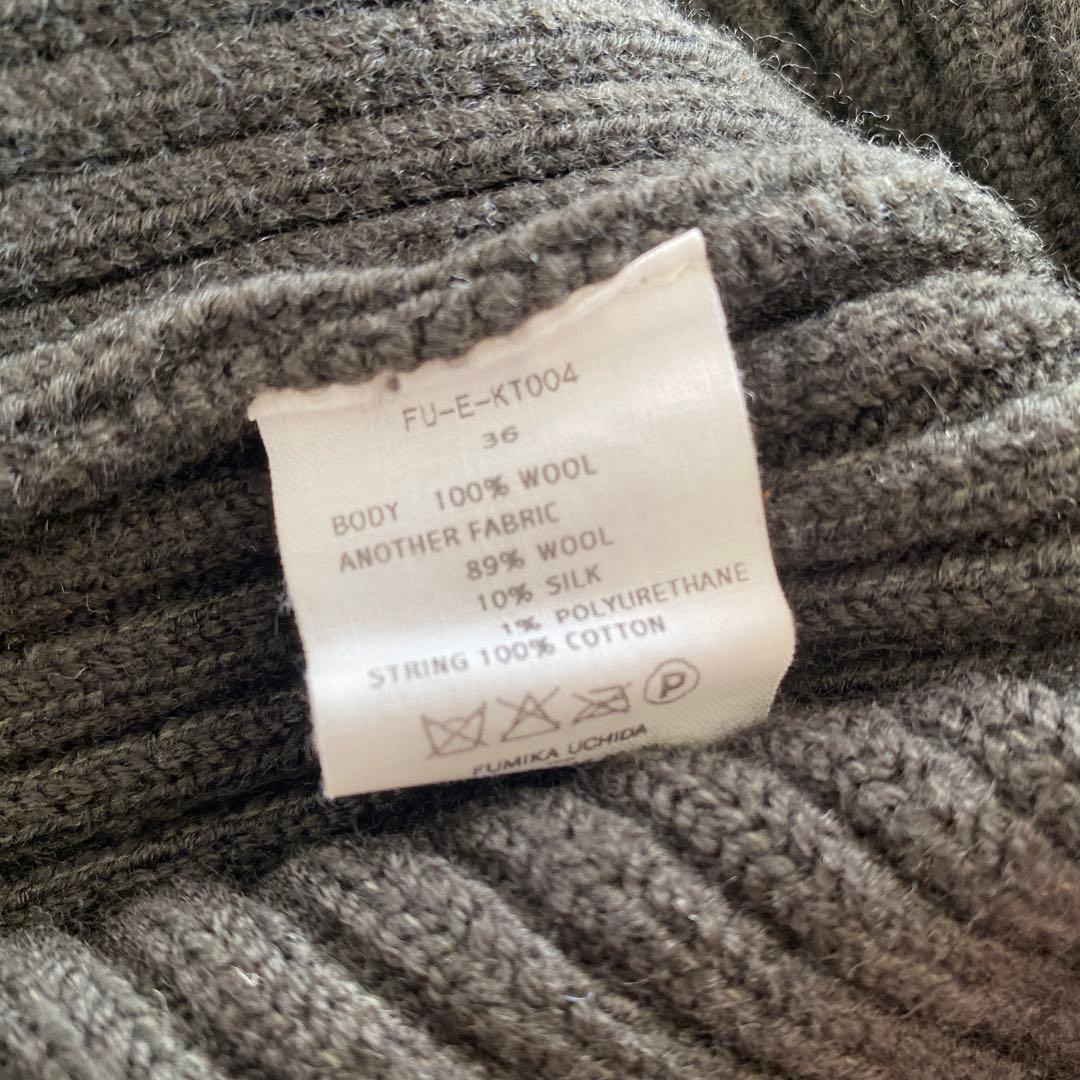 FU-E-KT004
36
BODY 100% WOOL
ANOTHER FABRIC
89% WOOL
10% SILK
1% POLYURETHANE
STRING 100% COTTON
P
FUMIKA UCHIDA